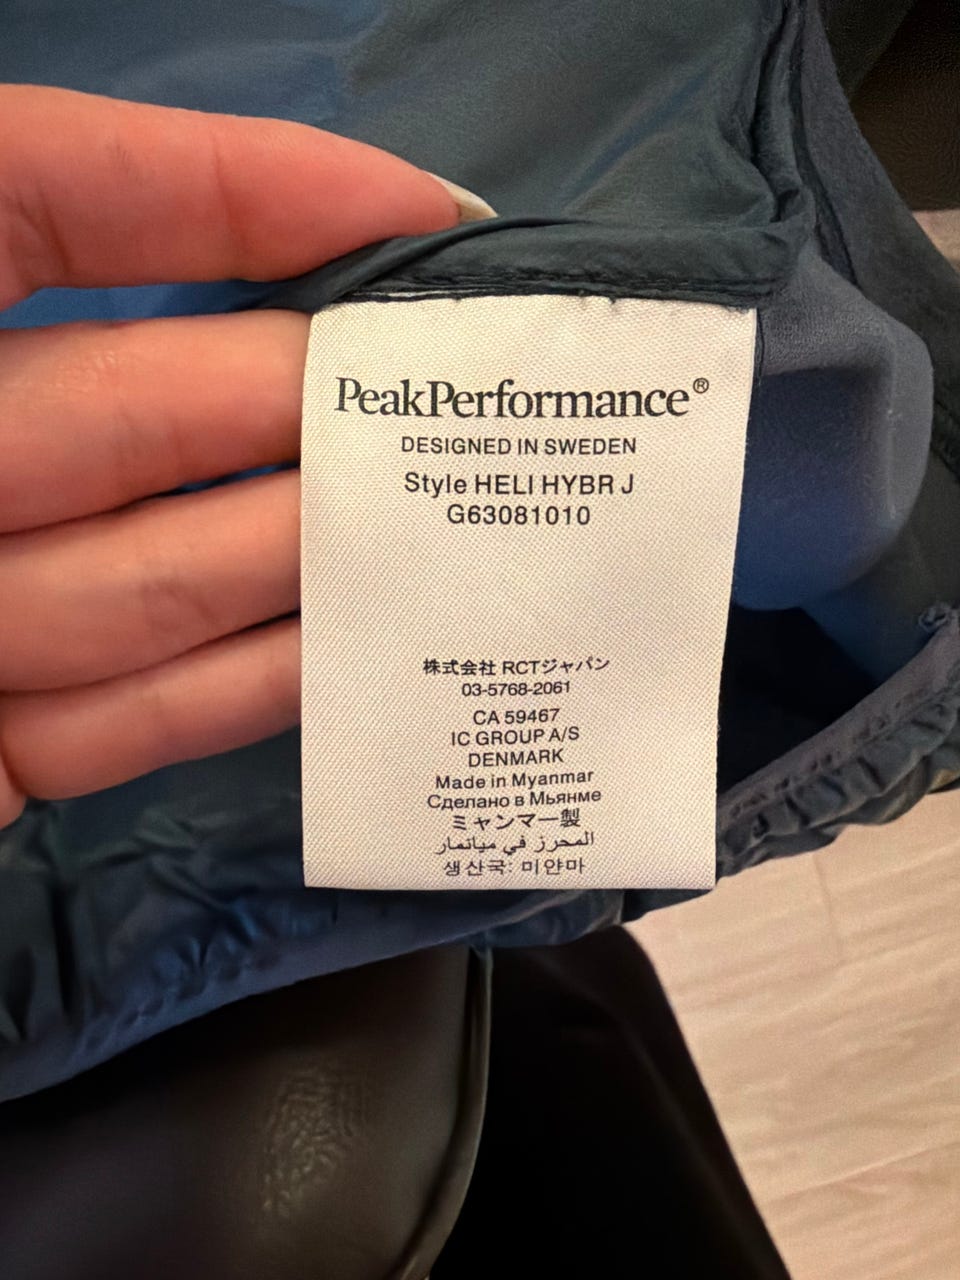 PeakPerformance®
DESIGNED IN SWEDEN
Style HELI HYBR J
G63081010
株式会社 RCTジャパン
03-5768-2061
CA 59467
IC GROUP A/S
DENMARK
Made in Myanmar
Сделано в Мьянме
ミャンマー製
المحرز في ميانمار
생산국: 미얀마